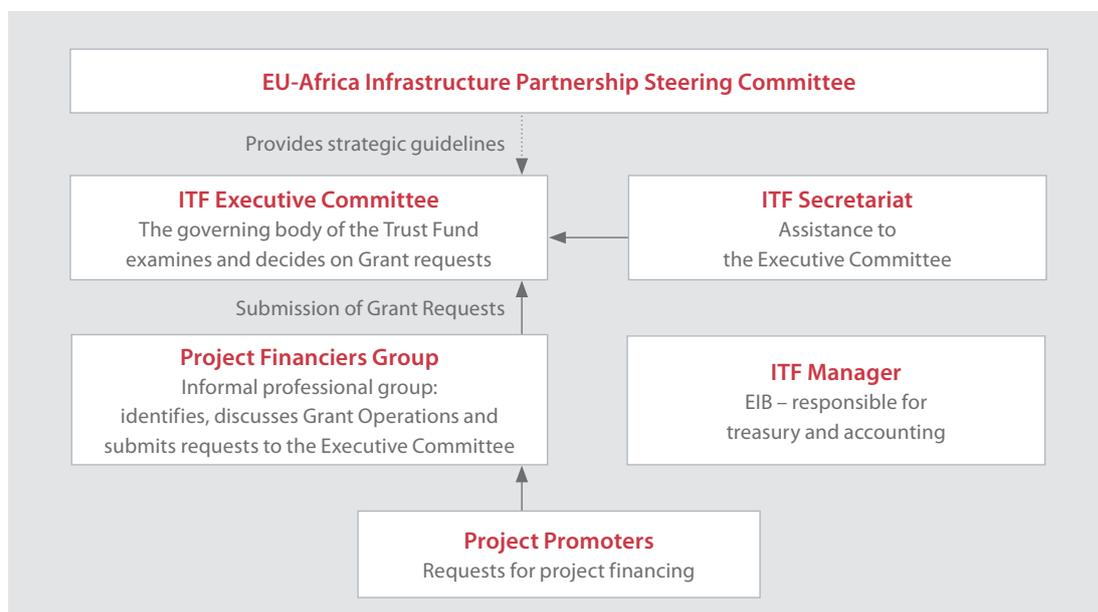 EU-Africa Infrastructure Partnership Steering Committee
Provides strategic guidelines
ITF Executive Committee
The governing body of the Trust Fund
examines and decides on Grant requests
ITF Secretariat
Assistance to
the Executive Committee
Submission of Grant Requests
Project Financiers Group
Informal professional group:
identifies, discusses Grant Operations and
submits requests to the Executive Committee
ITF Manager
EIB – responsible for
treasury and accounting
Project Promoters
Requests for project financing